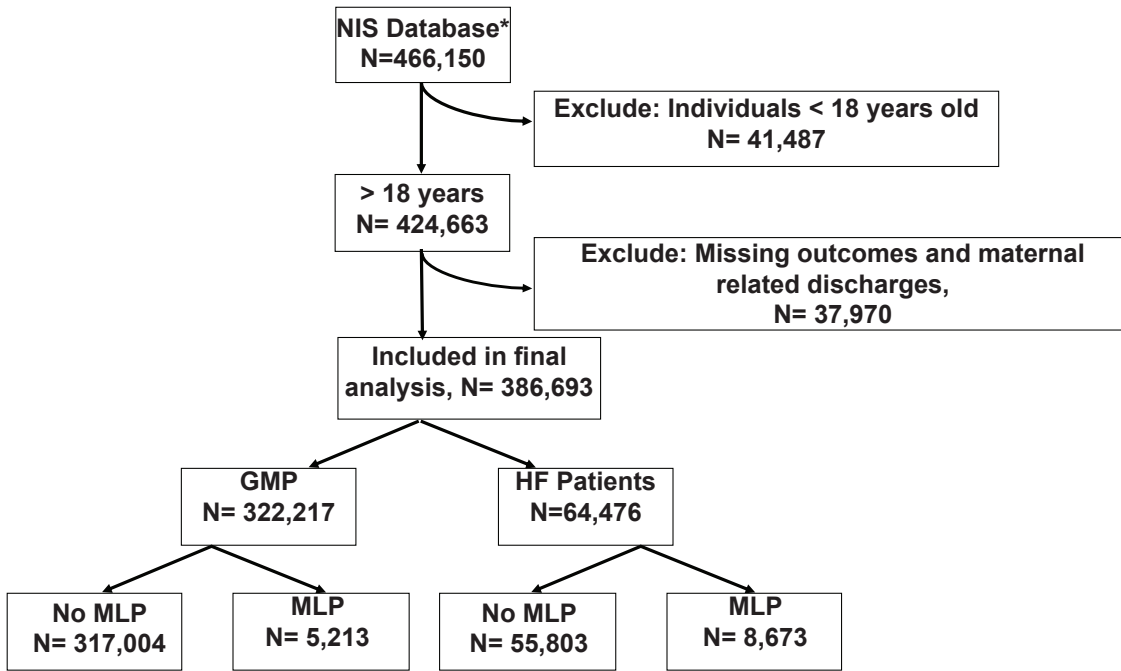 NIS Database*
N=466,150
Exclude: Individuals < 18 years old
N= 41,487
> 18 years
N= 424,663
Exclude: Missing outcomes and maternal
related discharges,
N= 37,970
Included in final
analysis, N= 386,693
GMP
N= 322,217
HF Patients
N=64,476
No MLP
N= 317,004
MLP
N= 5,213
No MLP
N= 55,803
MLP
N= 8,673